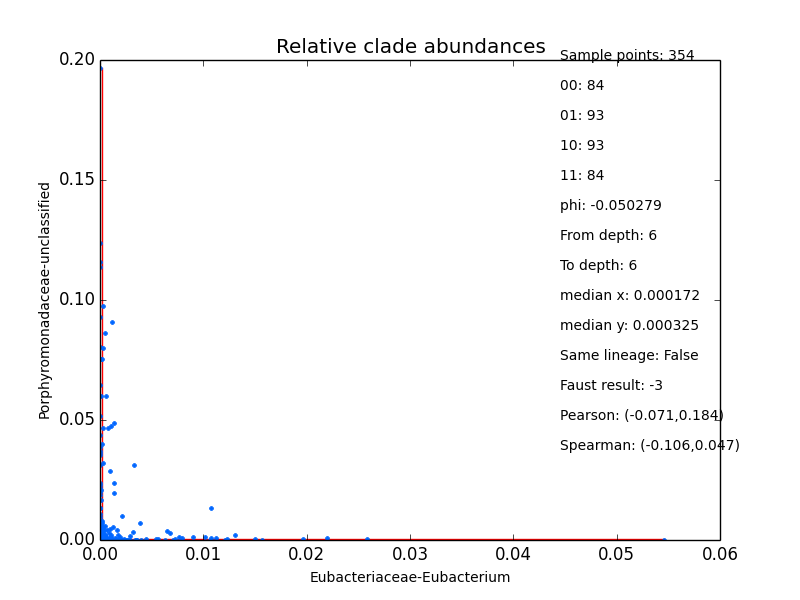 Relative clade abundances
Sample points: 354
00: 84
01: 93
10: 93
11: 84
phi: -0.050279
From depth: 6
To depth: 6
median x: 0.000172
median y: 0.000325
Same lineage: False
Faust result: -3
Pearson: (-0.071,0.184)
Spearman: (-0.106,0.047)
Porphyromonadaceae-unclassified
0.20
0.15
0.10
0.05
0.00
0.00 0.01 0.02 0.03 0.04 0.05 0.06
Eubacteriaceae-Eubacterium